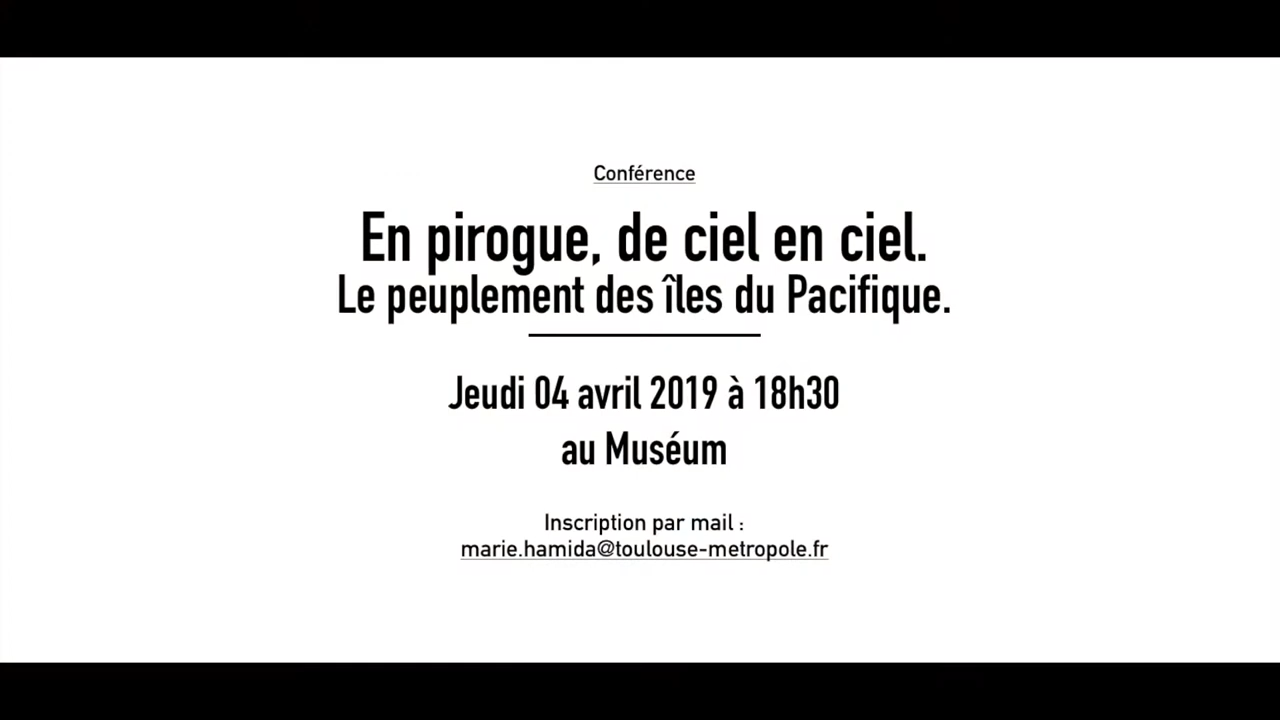 Conférence
En pirogue, de ciel en ciel.
Le peuplement des îles du Pacifique.
Jeudi 04 avril 2019 à 18h30
au Muséum
Inscription par mail :
marie.hamida@toulouse-metropole.fr